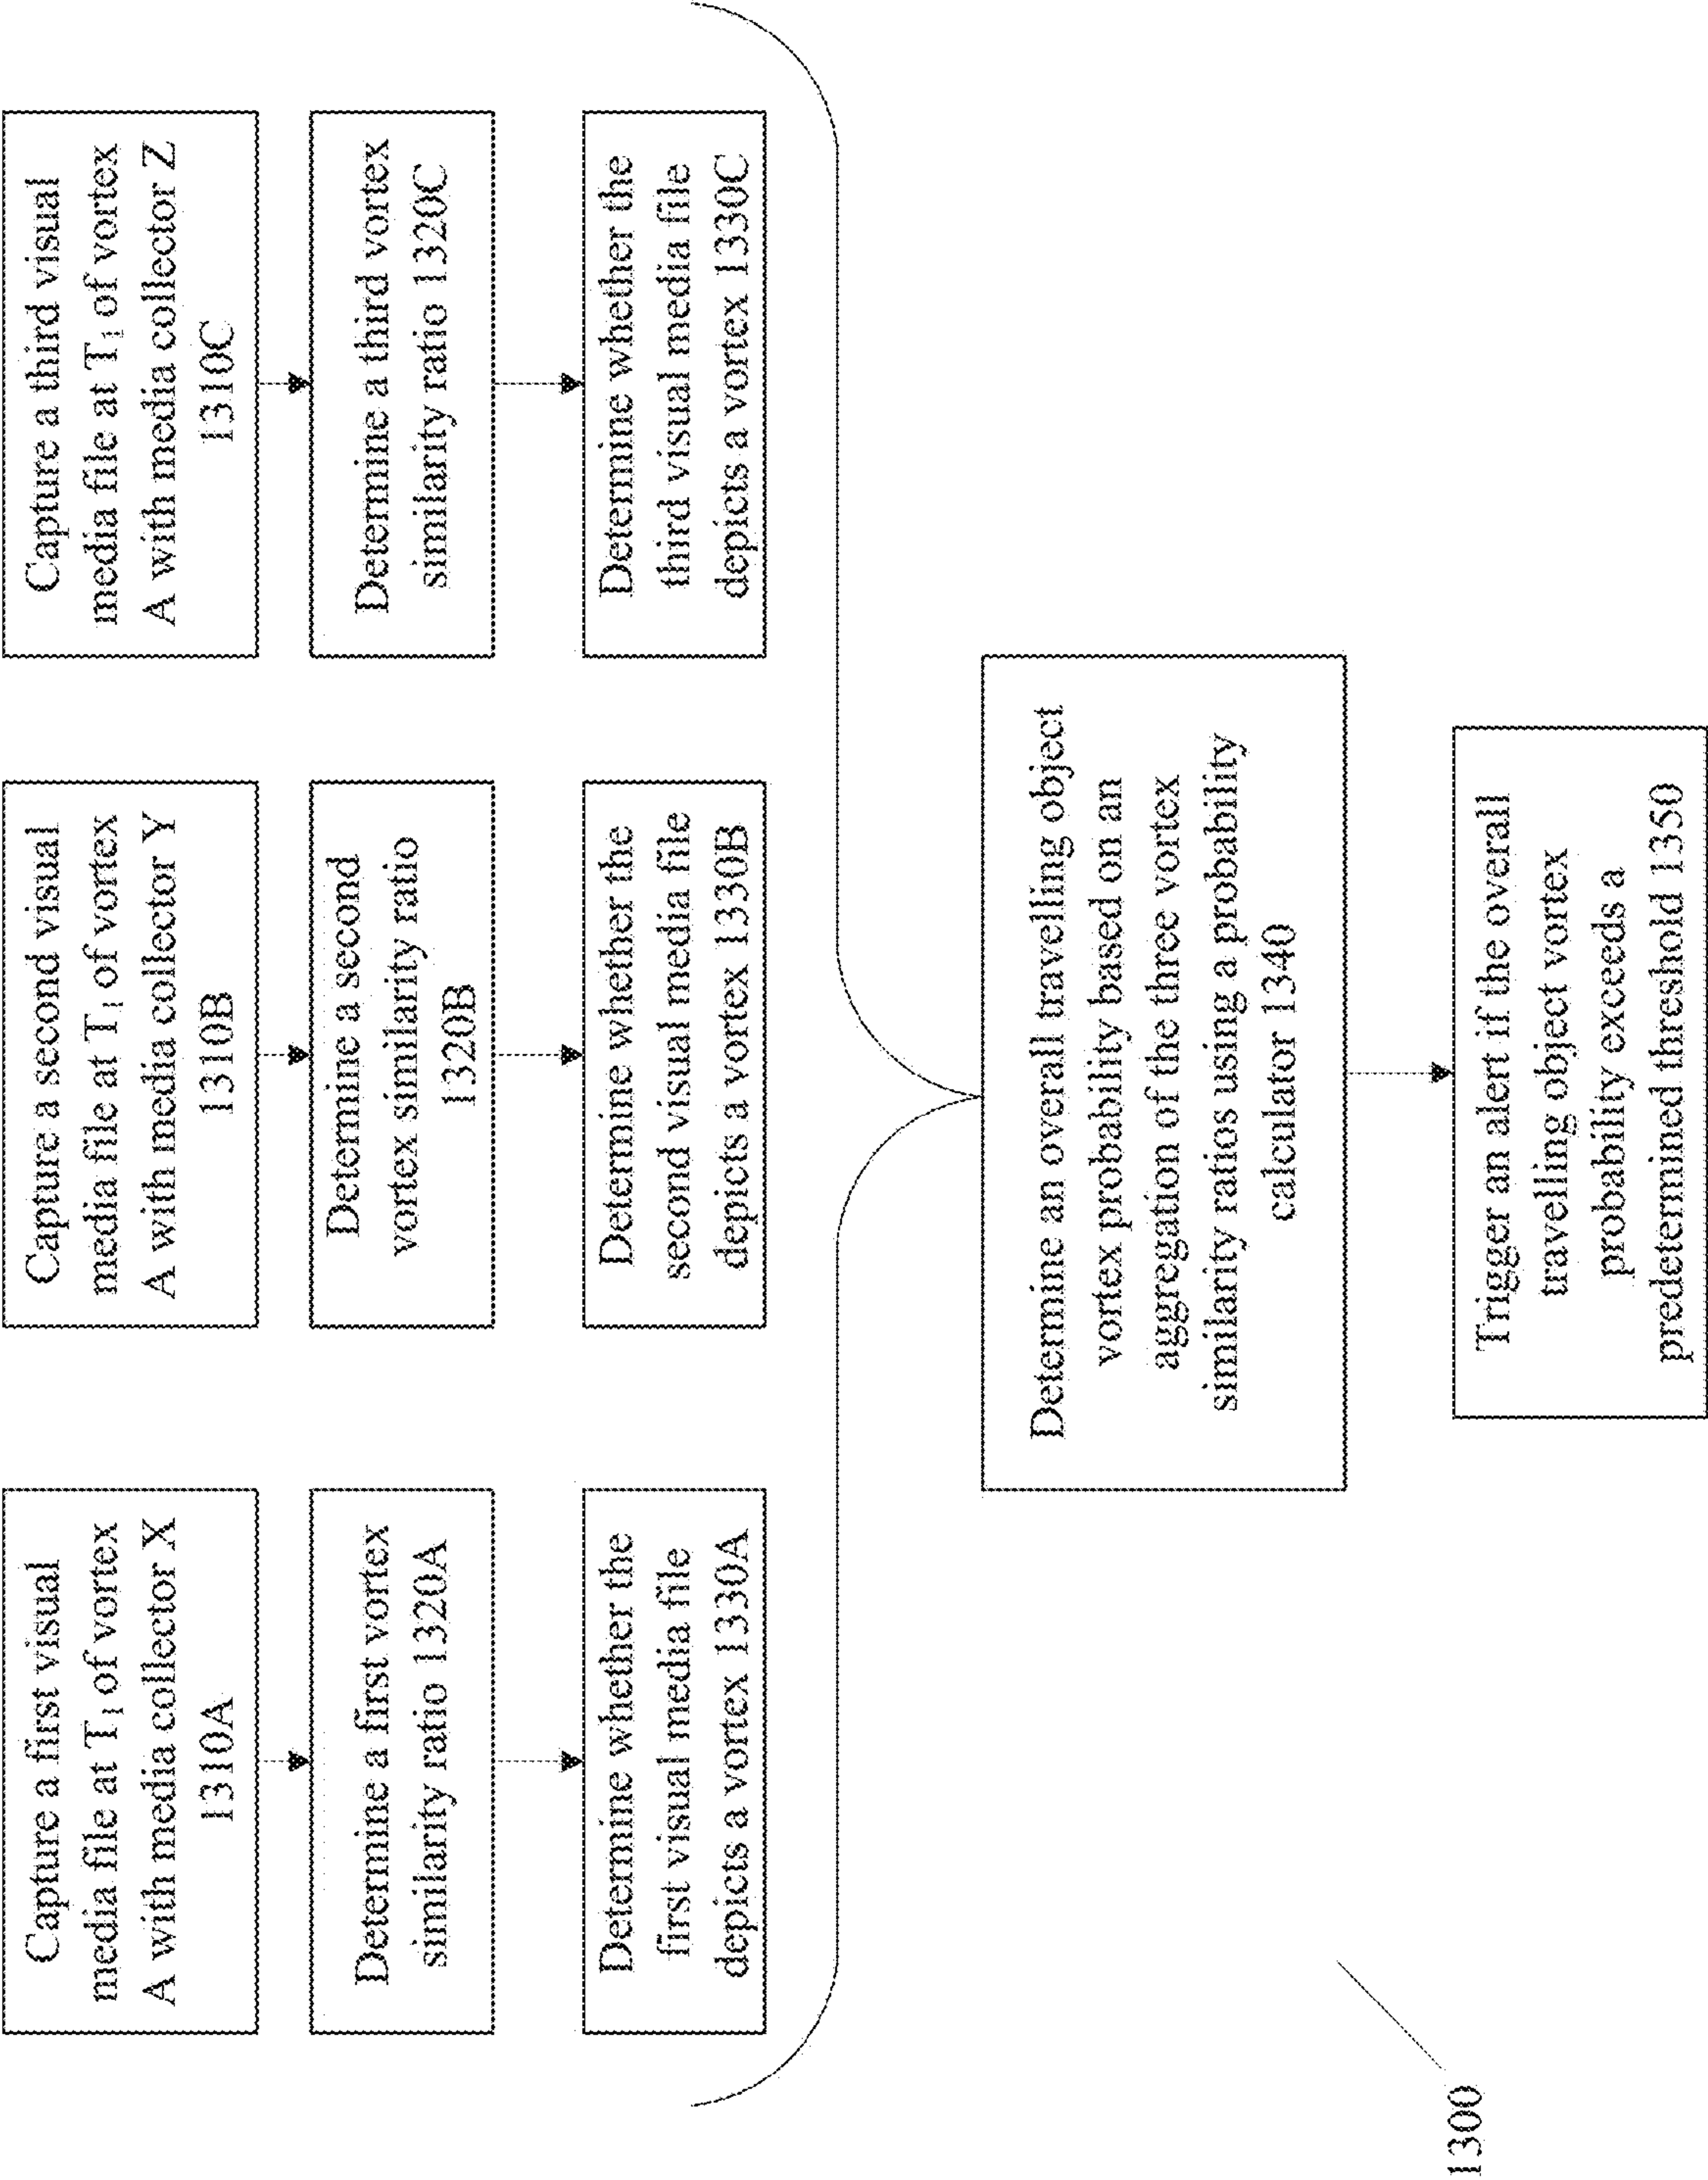 Capture a first visual
media file at T1 of vortex
A with media collector X
1310A
Determine a first vortex
similarity ratio 1320A
Determine whether the
first visual media file
depicts a vortex 1330A
Capture a second visual
media file at T1 of vortex
A with media collector Y
1310B
Determine a second
vortex similarity ratio
1320B
Determine whether the
second visual media file
depicts a vortex 1330B
Capture a third visual
media file at T1 of vortex
A with media collector Z
1310C
Determine a third vortex
similarity ratio 1320C
Determine whether the
third visual media file
depicts a vortex 1330C
Determine an overall travelling object
vortex probability based on an
aggregation of the three vortex
similarity ratios using a probability
calculator 1340
Trigger an alert if the overall
travelling object vortex
probability exceeds a
predetermined threshold 1350
1300